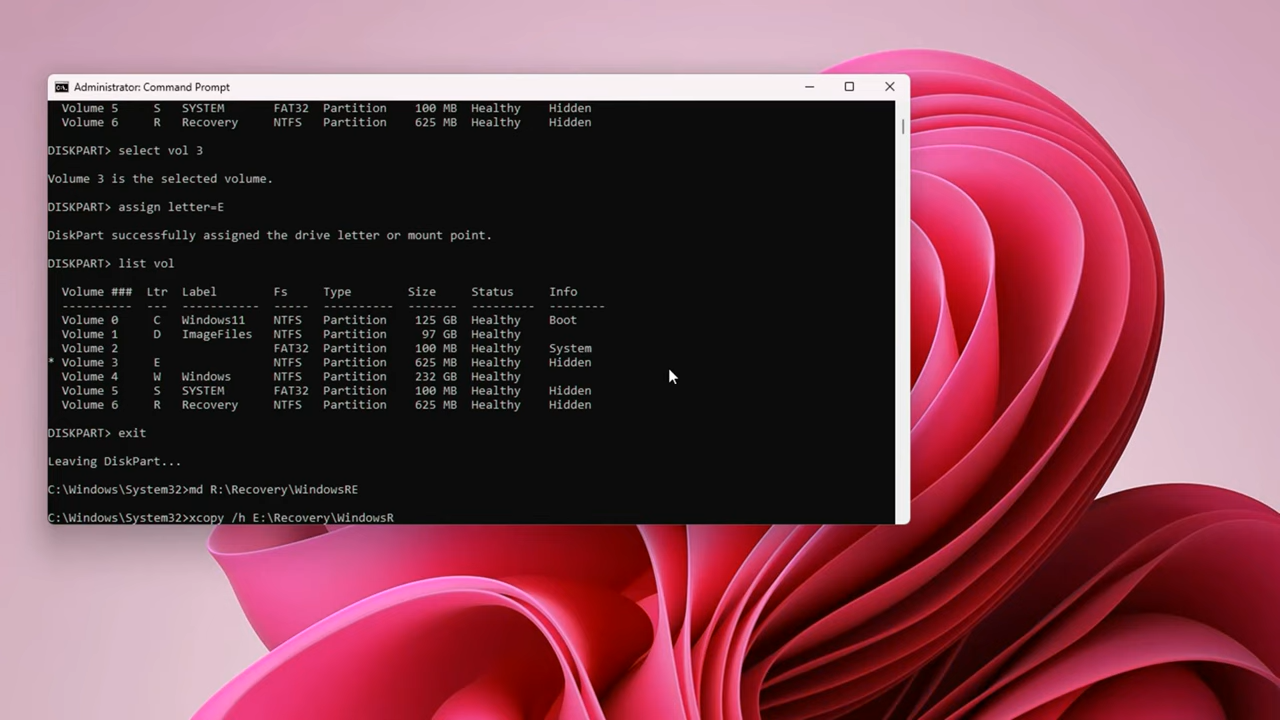 Administrator: Command Prompt
Volume 5 S SYSTEM FAT32 Partition 100 MB Healthy Hidden
Volume 6 R Recovery NTFS Partition 625 MB Healthy Hidden
DISKPART> select vol 3
Volume 3 is the selected volume.
DISKPART> assign letter=E
DiskPart successfully assigned the drive letter or mount point.
DISKPART> list vol
Volume ### Ltr Label Fs Type Size Status Info
---------- --- ----------- ----- ---------- ------- --------- --------
Volume 0 C Windows11 NTFS Partition 125 GB Healthy Boot
Volume 1 D ImageFiles NTFS Partition 97 GB Healthy
Volume 2 FAT32 Partition 100 MB Healthy System
* Volume 3 E NTFS Partition 625 MB Healthy Hidden
Volume 4 W Windows NTFS Partition 232 GB Healthy
Volume 5 S SYSTEM FAT32 Partition 100 MB Healthy Hidden
Volume 6 R Recovery NTFS Partition 625 MB Healthy Hidden
DISKPART> exit
Leaving DiskPart...
C:\Windows\System32>md R:\Recovery\WindowsRE
C:\Windows\System32>xcopy /h E:\Recovery\WindowsR